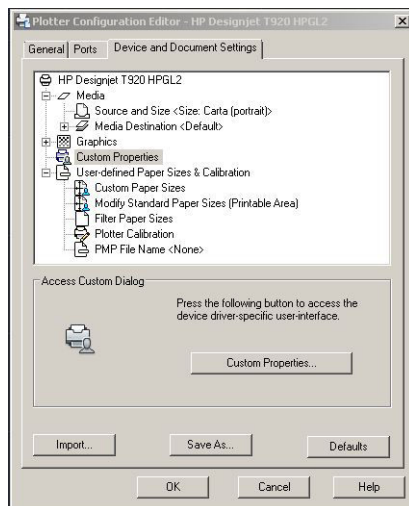 Plotter Configuration Editor - HP Designjet T920 HPGL2
General
Ports
Device and Document Settings
HP Designjet T920 HPGL2
Media
Source and Size <Size: Carta (portrait)>
Media Destination <Default>
Graphics
Custom Properties
User-defined Paper Sizes & Calibration
Custom Paper Sizes
Modify Standard Paper Sizes (Printable Area)
Filter Paper Sizes
Plotter Calibration
PMP File Name <None>
Access Custom Dialog
Press the following button to access the
device driver-specific user-interface.
Custom Properties...
Import...
Save As...
Defaults
OK
Cancel
Help